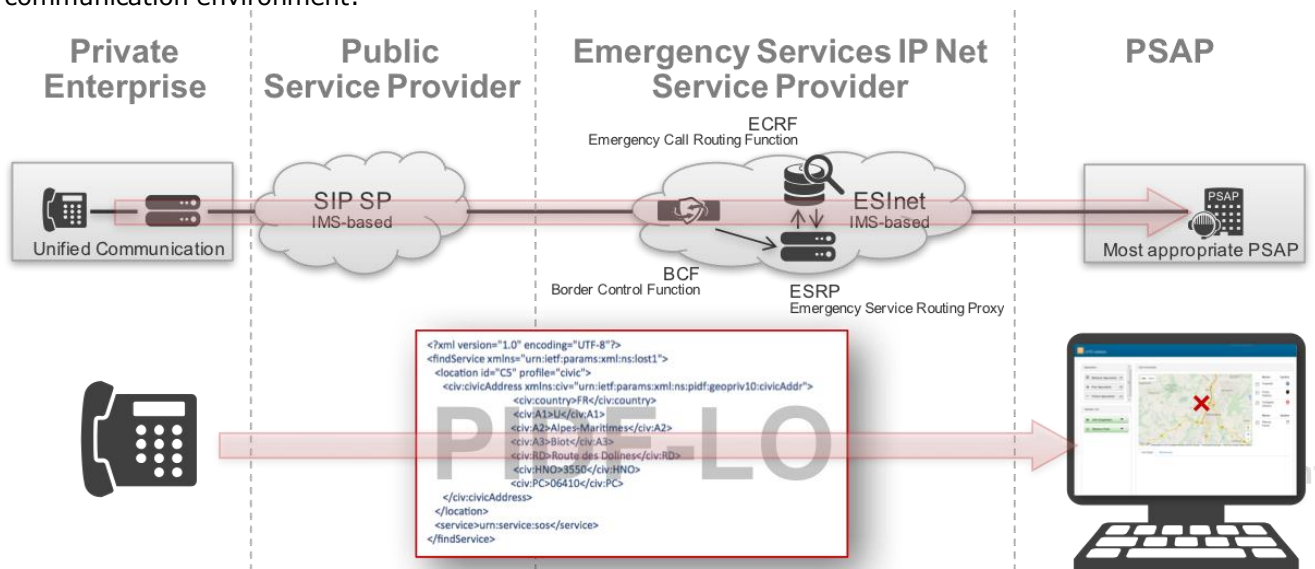 communication environment.
Private
Enterprise
Public
Service Provider
Emergency Services IP Net
Service Provider
PSAP
ECRF
Emergency Call Routing Function
SIP SP
IMS-based
ESInet
IMS-based
PSAP
Unified Communication
Most appropriate PSAP
BCF
Border Control Function
ESRP
Emergency Service Routing Proxy
<?xml version="1.0" encoding="UTF-8"?>
<findService xmlns="urn:ietf:params:xml:ns:lost1">
<location id="C5" profile="civic">
<civ:civicAddress xmlns:civ="urn:ietf:params:xml:ns:pidf:geopriv10:civicAddr">
<civ:country>FR</civ:country>
<civ:A1>U</civ:A1>
<civ:A2>Alpes-Maritimes</civ:A2>
<civ:A3>Biot</civ:A3>
<civ:RD>Route des Dolines</civ:RD>
<civ:HNO>3550</civ:HNO>
<civ:PC>06410</civ:PC>
</civ:civicAddress>
</location>
<service>urn:service:sos</service>
</findService>
PIDF-LO